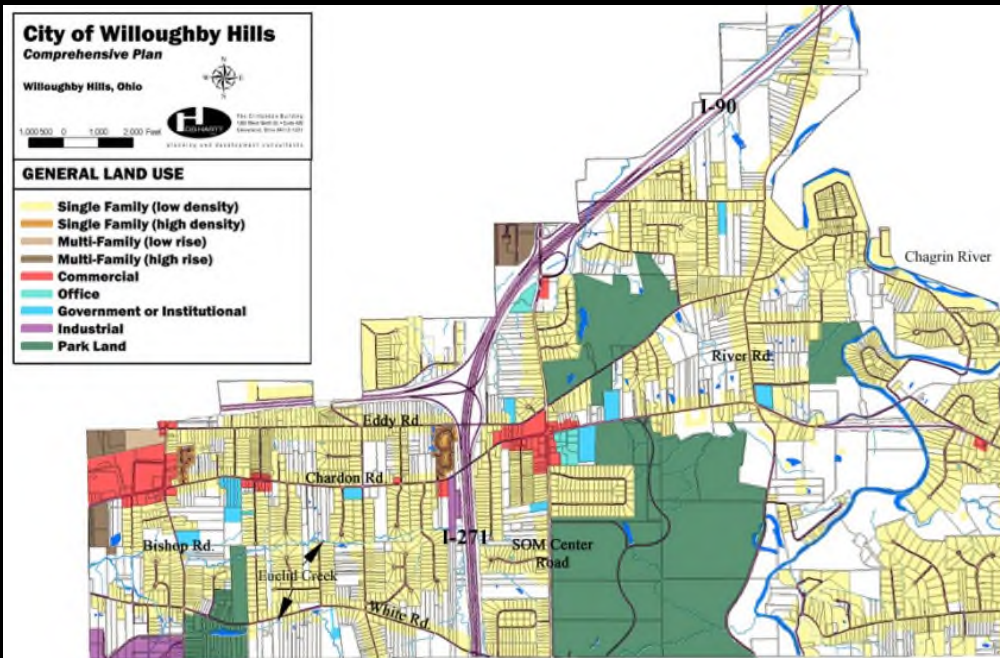 City of Willoughby Hills
Comprehensive Plan
Willoughby Hills, Ohio
N
W
E
S
1,000 500 0 1,000 2 000 Feet
H
planning and development consultants
GENERAL LAND USE
Single Family (low density)
Single Family (high density)
Multi-Family (low rise)
Multi-Family (high rise)
Commercial
Office
Government or Institutional
Industrial
Park Land
I-90
Chagrin River
River Rd.
Eddy Rd.
Chardon Rd.
I-271
SOM Center
Road
Bishop Rd.
Euclid Creek
White Rd.